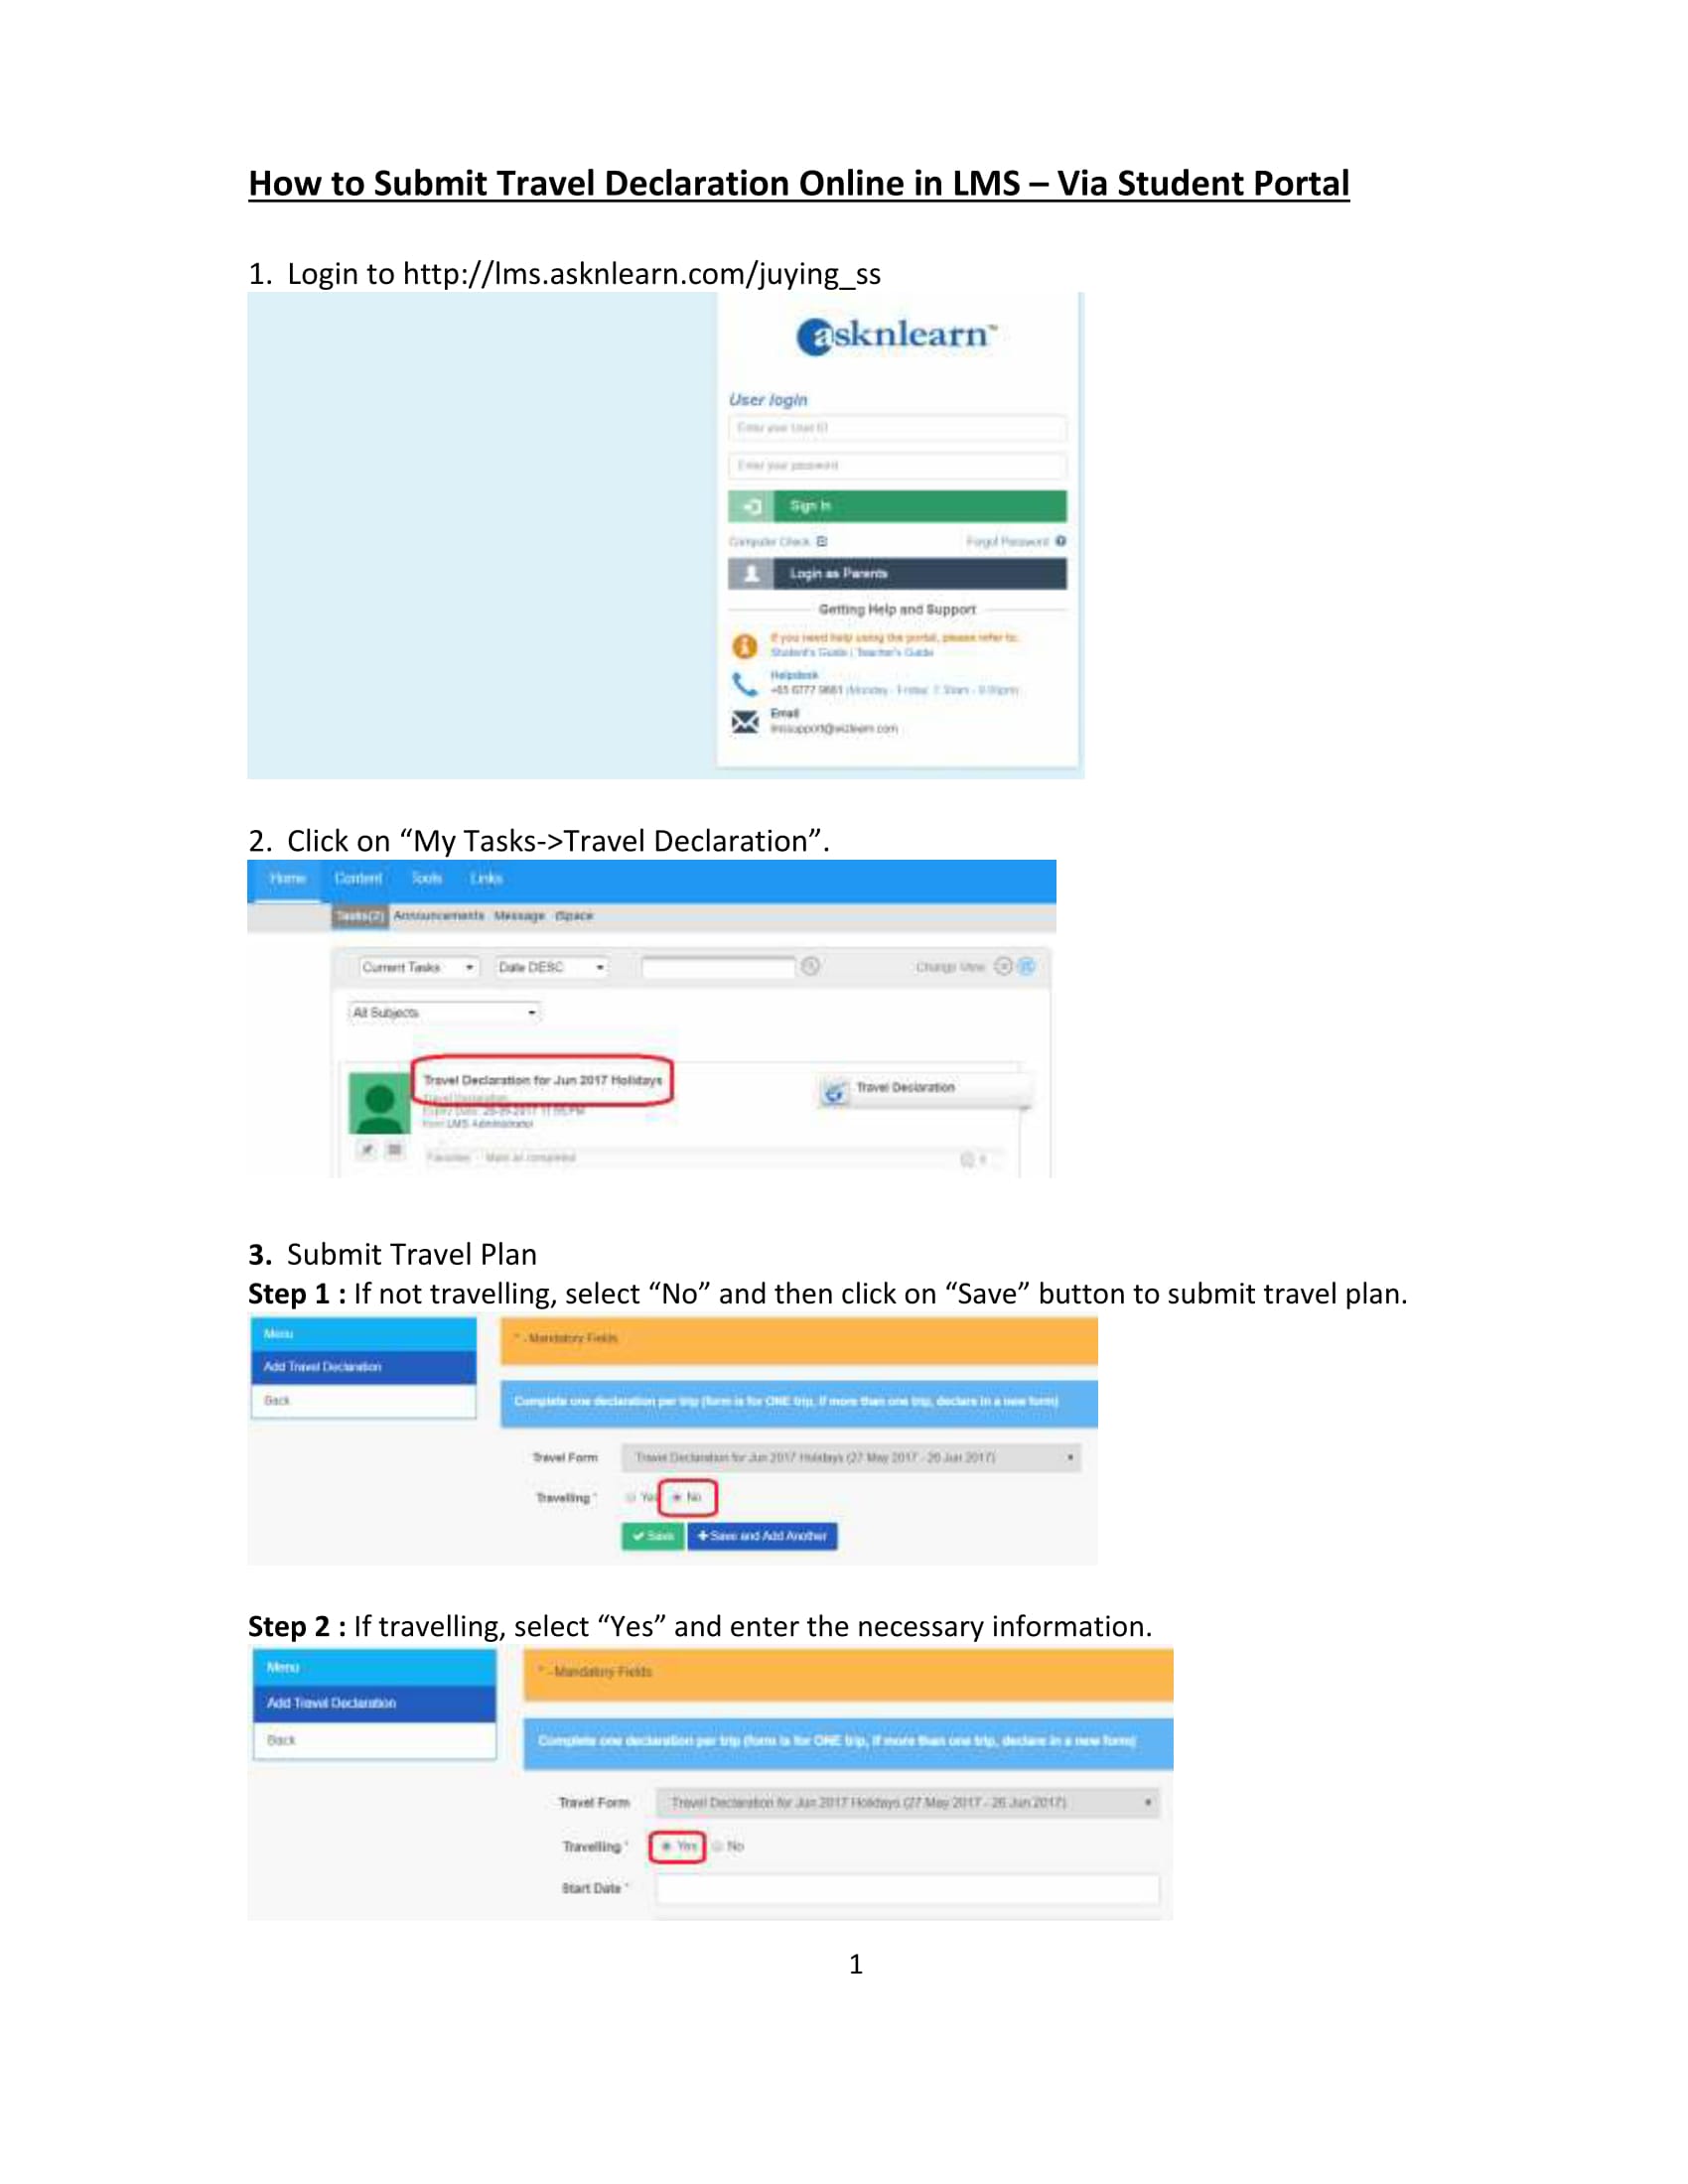 How to Submit Travel Declaration Online in LMS – Via Student Portal
1. Login to http://lms.asknlearn.com/juying_ss
asknlearn™
User login
Enter your User ID
Enter your password
Sign In
Computer Check
Forgot Password
Login as Parents
Getting Help and Support
If you need help using the portal, please refer to:
Student's Guide | Teacher's Guide
Helpdesk
+65 6777 9661 (Monday - Friday:
Email
lmssupport@wizlearn.com
2. Click on “My Tasks->Travel Declaration”.
Home Content Tools Links
Tasks(2) Announcements Message iSpace
Current Tasks Date DESC Change View
All Subjects
Travel Declaration for Jun 2017 Holidays
Travel Declaration
Travel Declaration
Expiry Date:
from LMS Administrator
Favorites Mark as completed
3. Submit Travel Plan
Step 1 : If not travelling, select “No” and then click on “Save” button to submit travel plan.
Menu
Add Travel Declaration
Back
* - Mandatory Fields
Complete one declaration per trip (form is for ONE trip, if more than one trip, declare in a new form)
Travel Form Travel Declaration for Jun 2017 Holidays (27 May 2017 - 26 Jun 2017)
Travelling * Yes No
Save Save and Add Another
Step 2 : If travelling, select “Yes” and enter the necessary information.
Menu
Add Travel Declaration
Back
* - Mandatory Fields
Complete one declaration per trip (form is for ONE trip, if more than one trip, declare in a new form)
Travel Form Travel Declaration for Jun 2017 Holidays (27 May 2017 - 26 Jun 2017)
Travelling * Yes No
Start Date *
1